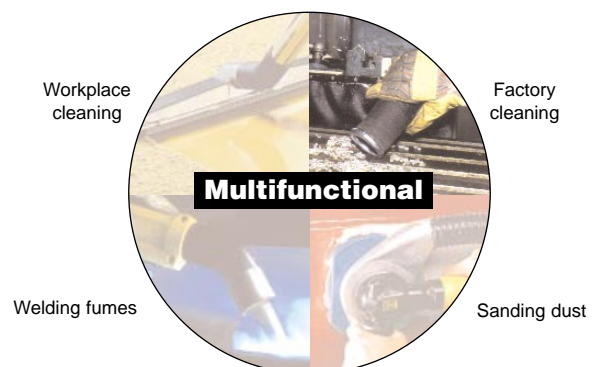 Workplace
cleaning
Factory
cleaning
Multifunctional
Welding fumes
Sanding dust